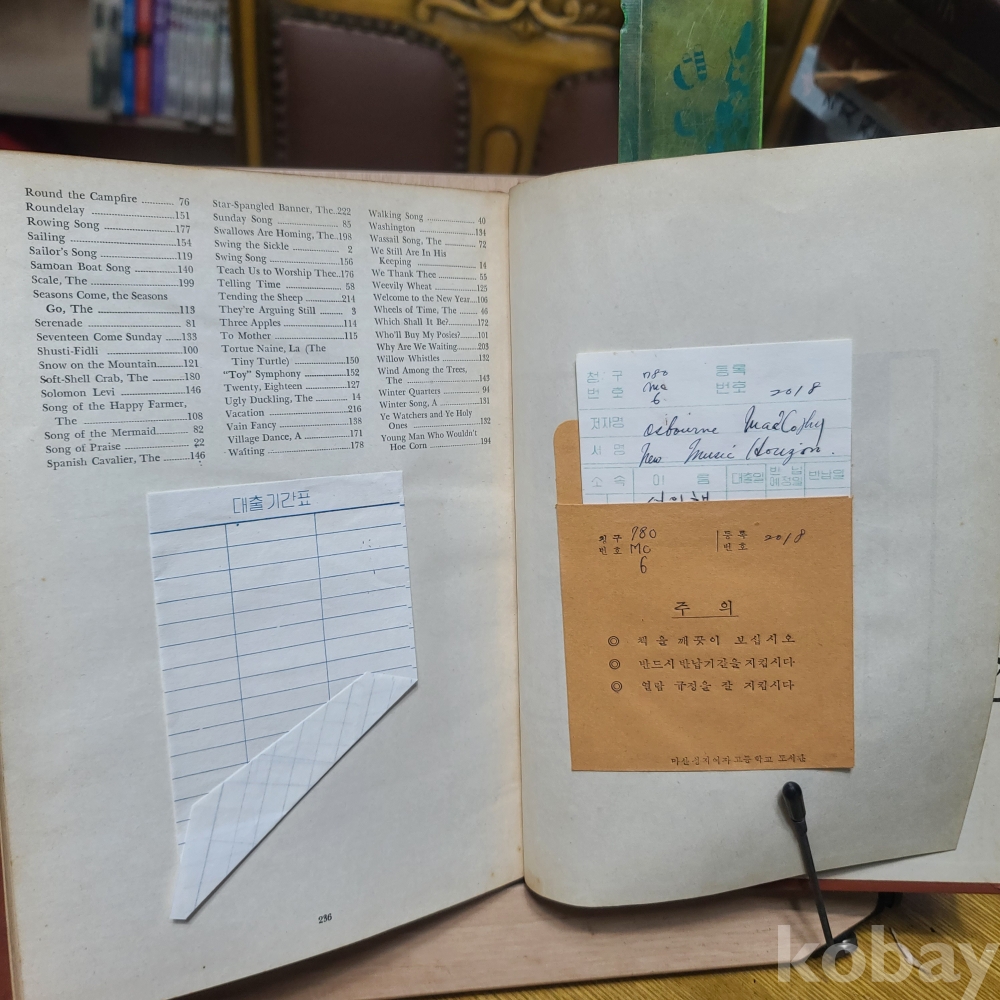 Round the Campfire 76
Roundelay 151
Rowing Song 177
Sailing 154
Sailor's Song 119
Samoan Boat Song 140
Scale, The 199
Seasons Come, the Seasons
Go, The 113
Serenade 81
Seventeen Come Sunday 133
Shusti-Fidli 100
Snow on the Mountain 121
Soft-Shell Crab, The 180
Solomon Levi 146
Song of the Happy Farmer,
The 108
Song of the Mermaid 82
Song of Praise 22
Spanish Cavalier, The 146
Star-Spangled Banner, The 222
Sunday Song 85
Swallows Are Homing, The 198
Swing the Sickle 2
Swing Song 156
Teach Us to Worship Thee 176
Telling Time 58
Tending the Sheep 214
They're Arguing Still 3
Three Apples 114
To Mother 115
Tortue Naine, La (The
Tiny Turtle) 150
"Toy" Symphony 152
Twenty, Eighteen 127
Ugly Duckling, The 14
Vacation 216
Vain Fancy 138
Village Dance, A 171
Waiting 178
Walking Song 40
Washington 134
Wassail Song, The 72
We Still Are In His
Keeping 14
We Thank Thee 55
Weevily Wheat 125
Welcome to the New Year 106
Wheels of Time, The 46
Which Shall It Be? 172
Who'll Buy My Posies? 101
Why Are We Waiting 203
Willow Whistles 132
Wind Among the Trees,
The 143
Winter Quarters 94
Winter Song, A 131
Ye Watchers and Ye Holy
Ones 132
Young Man Who Wouldn't
Hoe Corn 194
대출기간표
236
청구 780 등록
번호 Ma 번호 2018
6
저자명 Osbourne
서명 New Music Horizon.
소속 이름 대출일 반납예정일 반납일
청구 780 등록 2018
번호 Mc 번호
6
주 의
◎ 책을 깨끗이 보십시오
◎ 반드시 반납기일을 지킵시다
◎ 열람 규정을 잘 지킵시다
마산성지여자고등학교 도서관
kobay